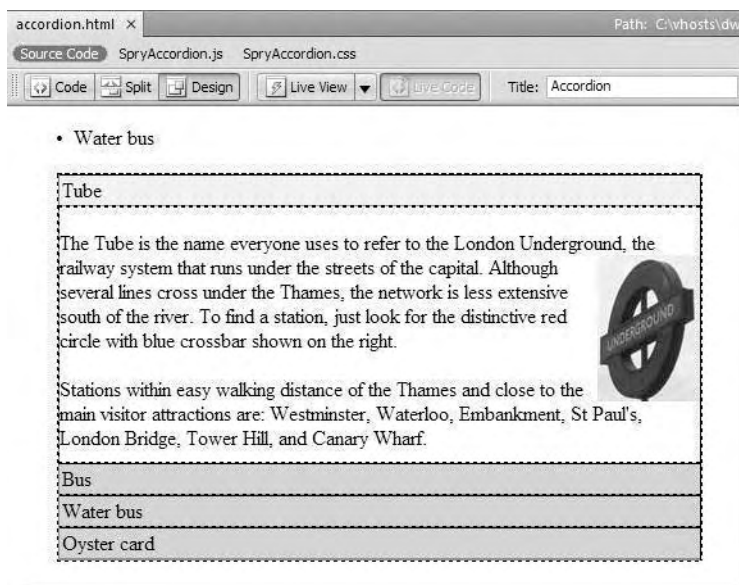 accordion.html ×
Path: C:\vhosts\dw
Source Code SpryAccordion.js SpryAccordion.css
Code Split Design Live View Live Code Title: Accordion
• Water bus
Tube
The Tube is the name everyone uses to refer to the London Underground, the
railway system that runs under the streets of the capital. Although
several lines cross under the Thames, the network is less extensive
south of the river. To find a station, just look for the distinctive red
circle with blue crossbar shown on the right.
UNDERGROUND
Stations within easy walking distance of the Thames and close to the
main visitor attractions are: Westminster, Waterloo, Embankment, St Paul's,
London Bridge, Tower Hill, and Canary Wharf.
Bus
Water bus
Oyster card